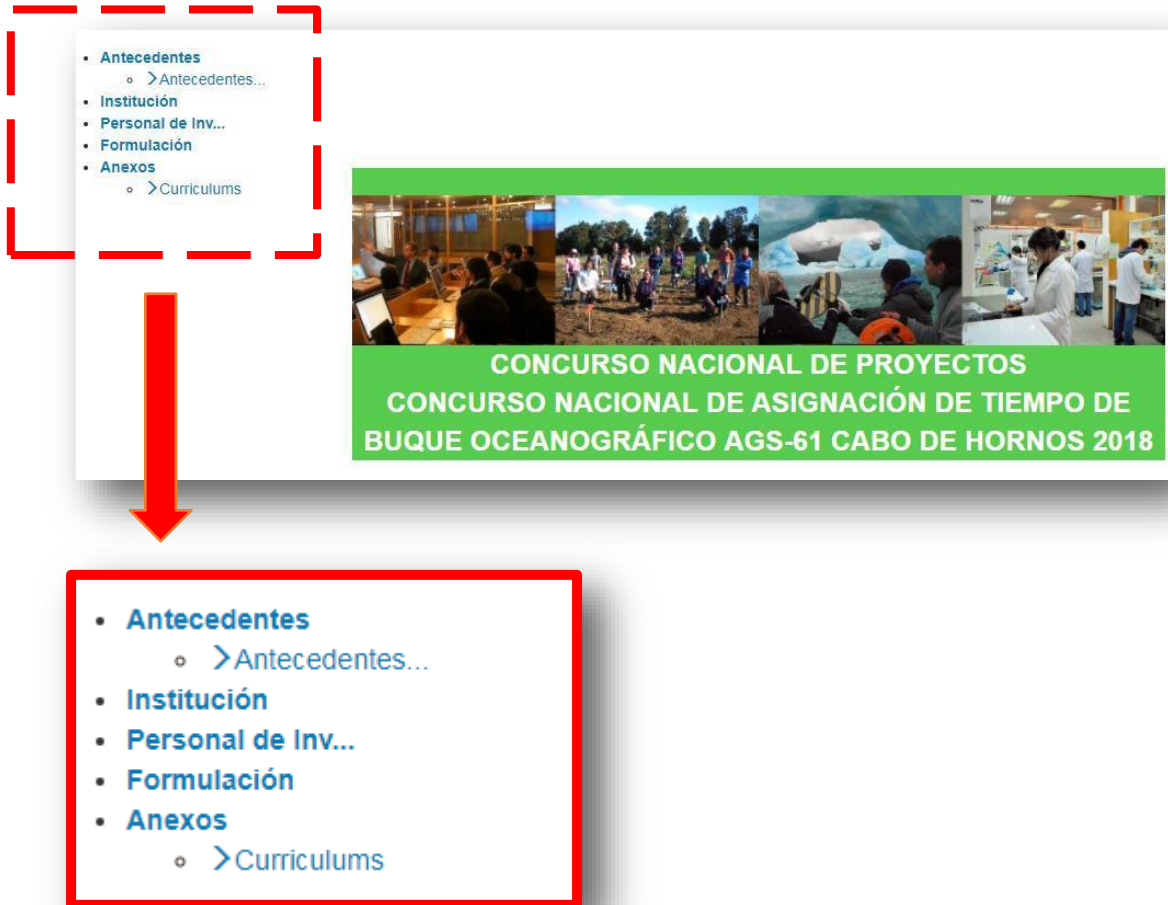 Antecedentes
>Antecedentes...
Institución
Personal de Inv...
Formulación
Anexos
>Curriculums
CONCURSO NACIONAL DE PROYECTOS
CONCURSO NACIONAL DE ASIGNACIÓN DE TIEMPO DE
BUQUE OCEANOGRÁFICO AGS-61 CABO DE HORNOS 2018
Antecedentes
>Antecedentes...
Institución
Personal de Inv...
Formulación
Anexos
>Curriculums